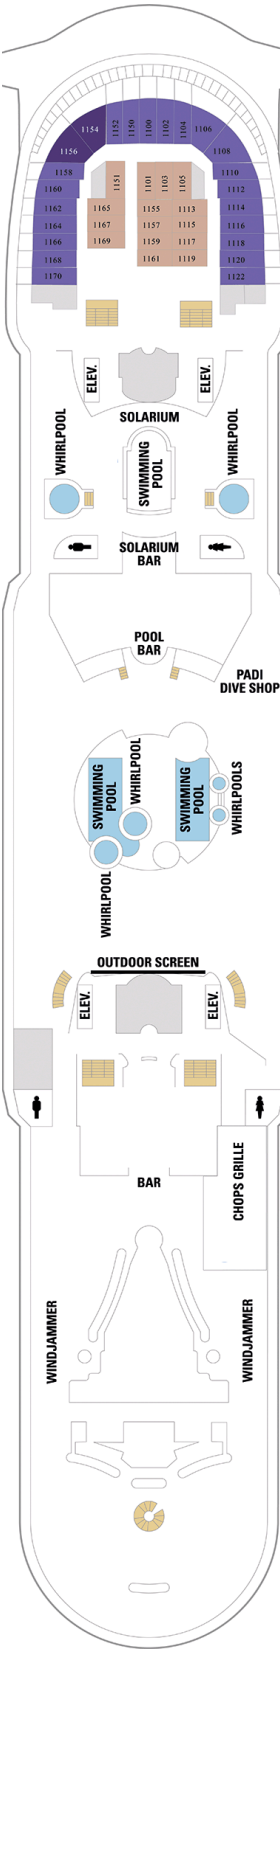 1152
1150
1100
1102
1104
1154
1106
1156
1108
1158
1110
1160
1112
1151
1101
1103
1105
1162
1165
1155
1113
1114
1164
1167
1157
1115
1116
1166
1169
1159
1117
1118
1168
1161
1119
1120
1170
1122
ELEV.
ELEV.
SOLARIUM
WHIRLPOOL
SWIMMING
POOL
WHIRLPOOL
SOLARIUM
BAR
POOL
BAR
PADI
DIVE SHOP
SWIMMING
POOL
WHIRLPOOL
SWIMMING
POOL
WHIRLPOOLS
WHIRLPOOL
OUTDOOR SCREEN
ELEV.
ELEV.
BAR
CHOPS GRILLE
WINDJAMMER
WINDJAMMER